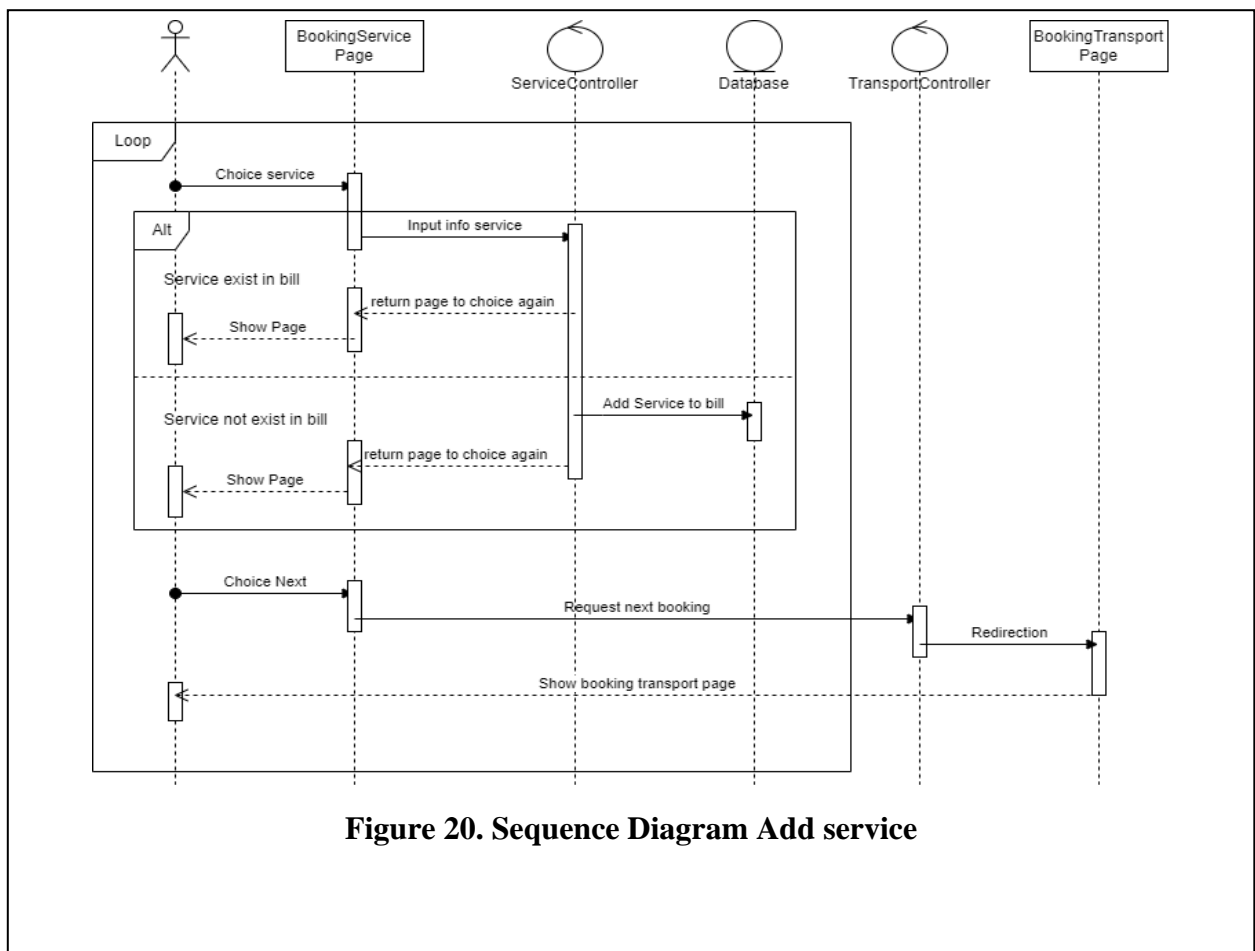 BookingService
Page
ServiceController
Database
TransportController
BookingTransport
Page
Loop
Choice service
Alt
Input info service
Service exist in bill
return page to choice again
Show Page
Add Service to bill
Service not exist in bill
return page to choice again
Show Page
Choice Next
Request next booking
Redirection
Show booking transport page
Figure 20. Sequence Diagram Add service